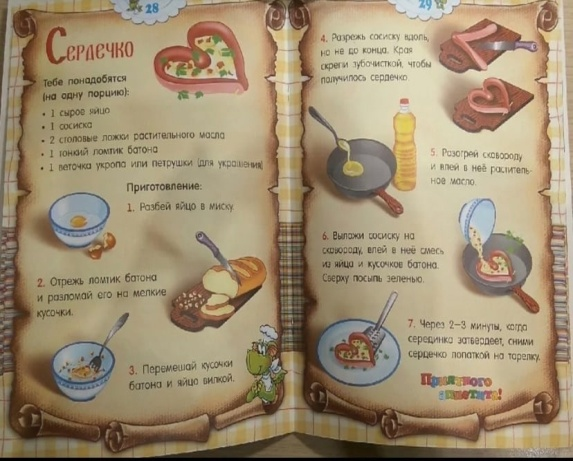 28
Сердечко
Тебе понадобятся
(на одну порцию):
• 1 сырое яйцо
• 1 сосиска
• 2 столовые ложки растительного масла
• 1 тонкий ломтик батона
• 1 веточка укропа или петрушки (для украшения)
Приготовление:
1. Разбей яйцо в миску.
2. Отрежь ломтик батона
и разломай его на мелкие
кусочки.
3. Перемешай кусочки
батона и яйцо вилкой.
29
4. Разрежь сосиску вдоль,
но не до конца. Края
скрепи зубочисткой, чтобы
получилось сердечко.
5. Разогрей сковороду
и влей в неё раститель-
ное масло.
6. Выложи сосиску на
сковороду, влей в неё смесь
из яйца и кусочков батона.
Сверху посыпь зеленью.
7. Через 2–3 минуты, когда
серединка затвердеет, сними
сердечко лопаткой на тарелку.
Приятного
аппетита!